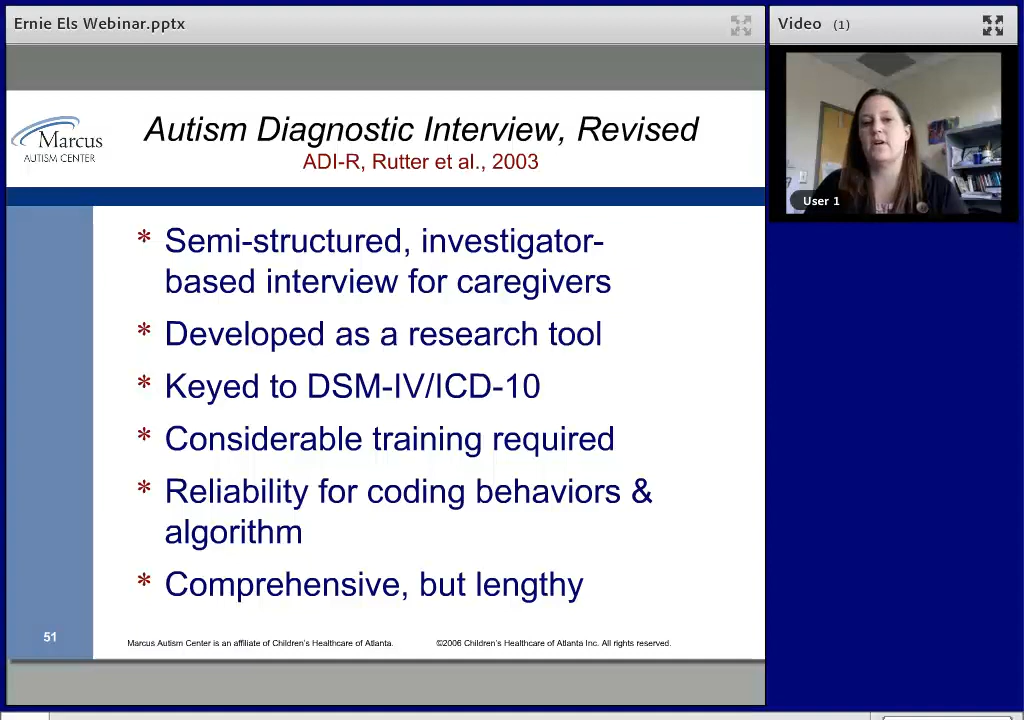 Ernie Els Webinar.pptx
Video (1)
Marcus
AUTISM CENTER
Autism Diagnostic Interview, Revised
ADI-R, Rutter et al., 2003
User 1
* Semi-structured, investigator-
based interview for caregivers
* Developed as a research tool
* Keyed to DSM-IV/ICD-10
* Considerable training required
* Reliability for coding behaviors &
algorithm
* Comprehensive, but lengthy
51
Marcus Autism Center is an affiliate of Children's Healthcare of Atlanta. ©2006 Children's Healthcare of Atlanta Inc. All rights reserved.